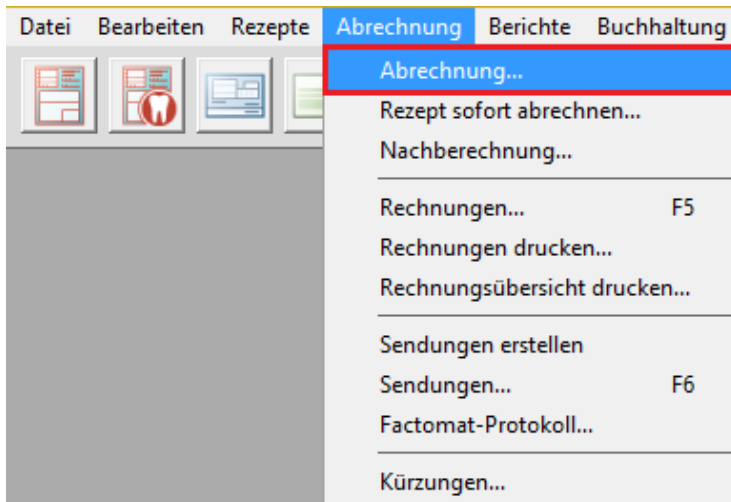 Datei Bearbeiten Rezepte Abrechnung Berichte Buchhaltung
Abrechnung...
Rezept sofort abrechnen...
Nachberechnung...
Rechnungen... F5
Rechnungen drucken...
Rechnungsübersicht drucken...
Sendungen erstellen
Sendungen... F6
Factomat-Protokoll...
Kürzungen...